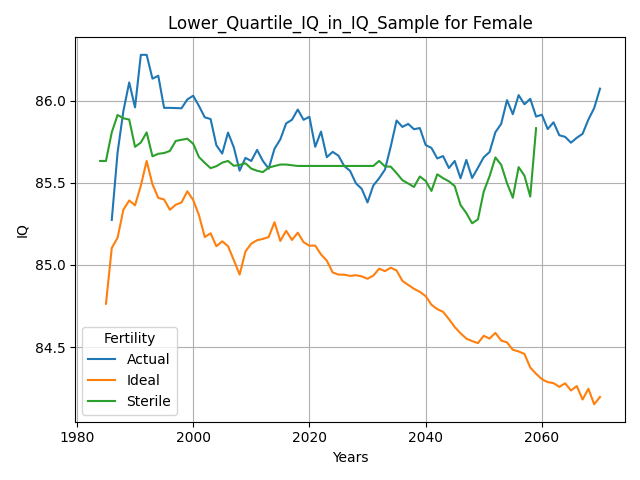 Lower_Quartile_IQ_in_IQ_Sample for Female
IQ
86.0
85.5
85.0
84.5
Fertility
Actual
Ideal
Sterile
1980 2000 2020 2040 2060
Years